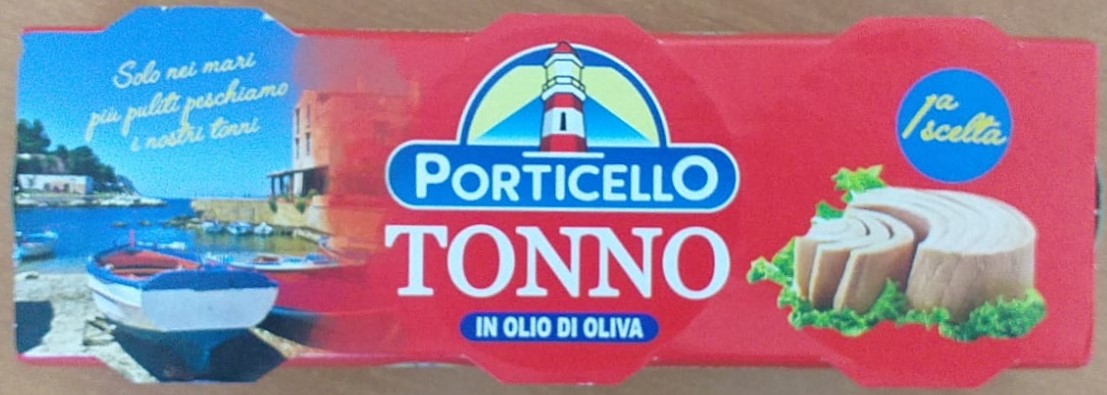 Solo nei mari
più puliti peschiamo
i nostri tonni
PORTICELLO
TONNO
IN OLIO DI OLIVA
1a
scelta